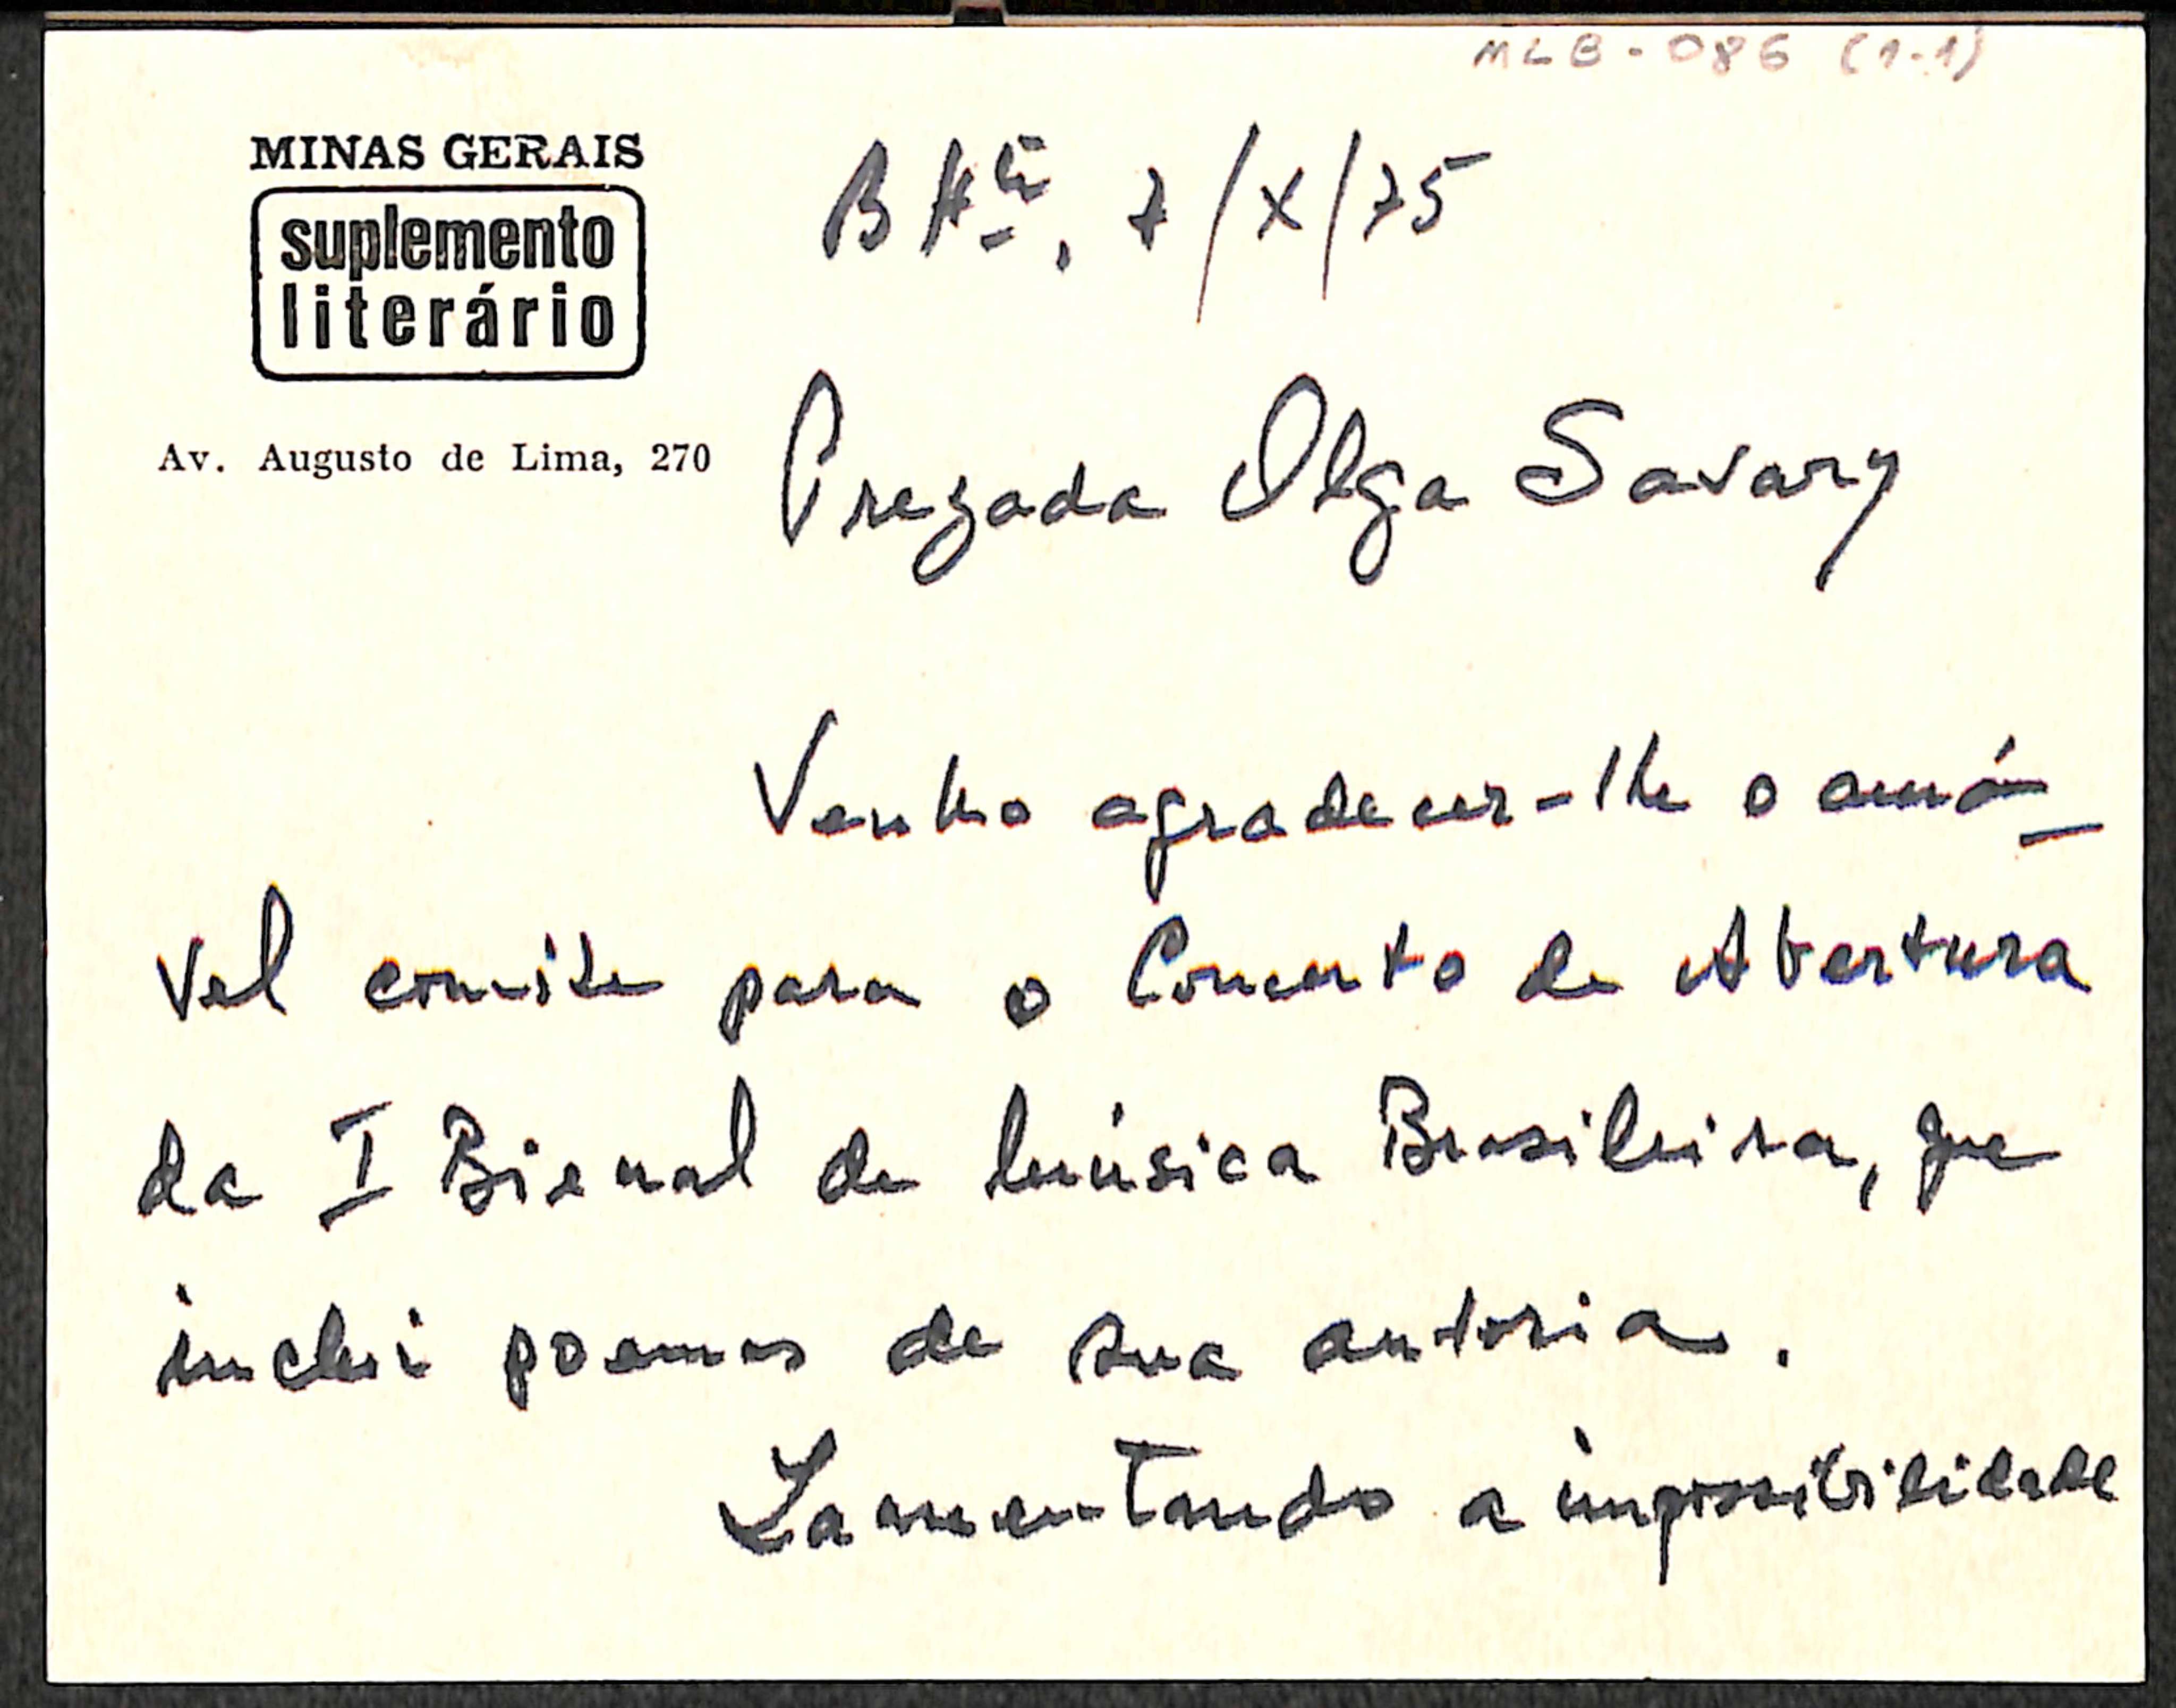 MLB-086 (1-1)
MINAS GERAIS
suplemento
literário
Av. Augusto de Lima, 270
BHte, 7/X/75
Prezada Olga Savary
Venho agradecer-lhe o amá-
vel convite para o Concerto de Abertura
da I Bienal de Música Brasileira, que
inclui poemas de sua autoria.
Lamentando a impossibilidade